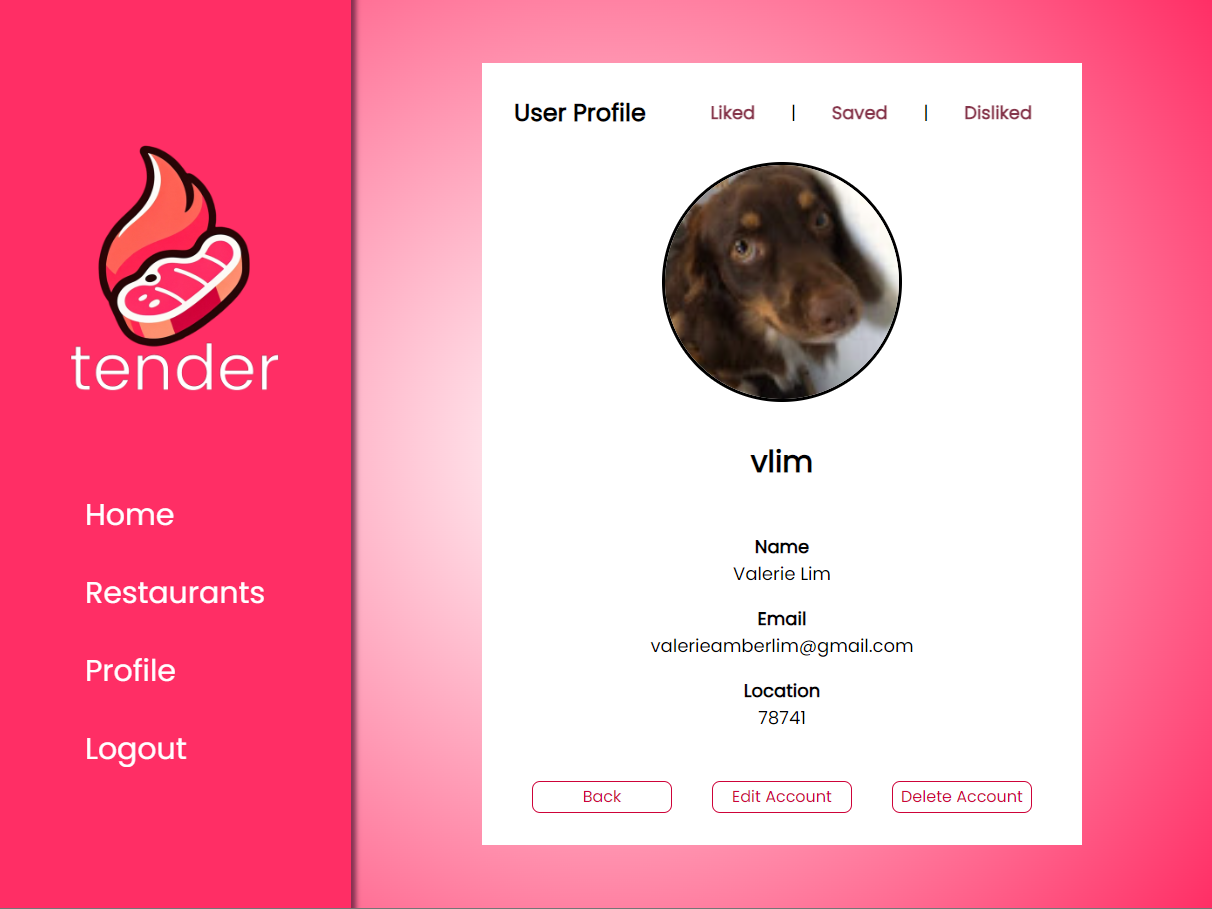 tender
Home
Restaurants
Profile
Logout
User Profile Liked | Saved | Disliked
vlim
Name
Valerie Lim
Email
valerieamberlim@gmail.com
Location
78741
Back Edit Account Delete Account